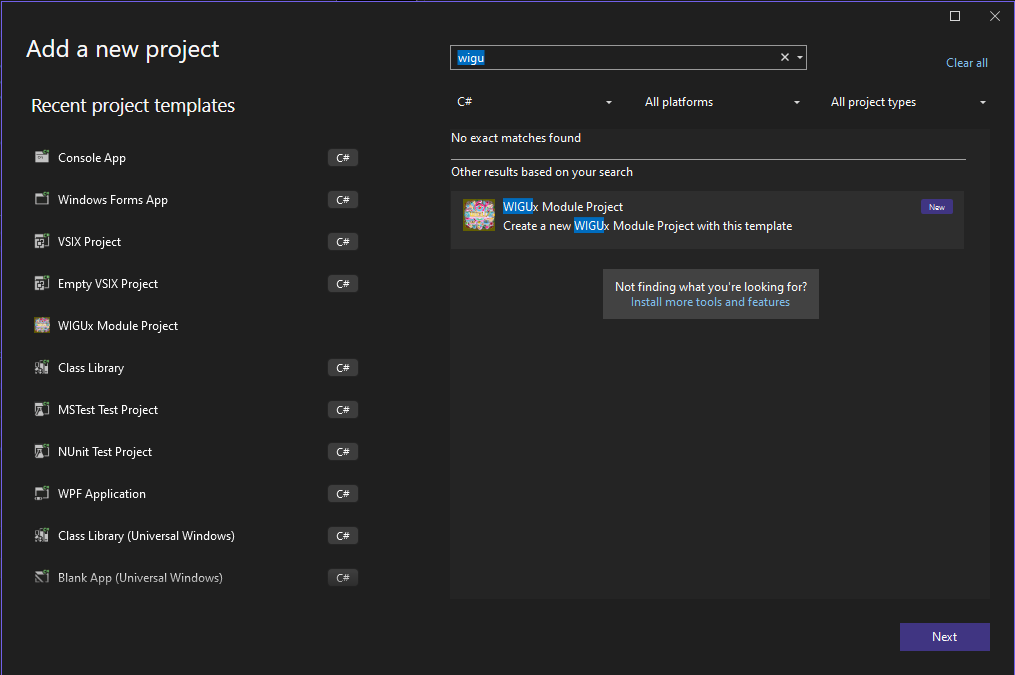 Add a new project
wigu
Clear all
Recent project templates
C#
All platforms
All project types
No exact matches found
Console App
C#
Other results based on your search
Windows Forms App
C#
WIGUx Module Project
New
Create a new WIGUx Module Project with this template
VSIX Project
C#
Empty VSIX Project
C#
Not finding what you're looking for?
Install more tools and features
WIGUx Module Project
Class Library
C#
MSTest Test Project
C#
NUnit Test Project
C#
WPF Application
C#
Class Library (Universal Windows)
C#
Blank App (Universal Windows)
C#
Next